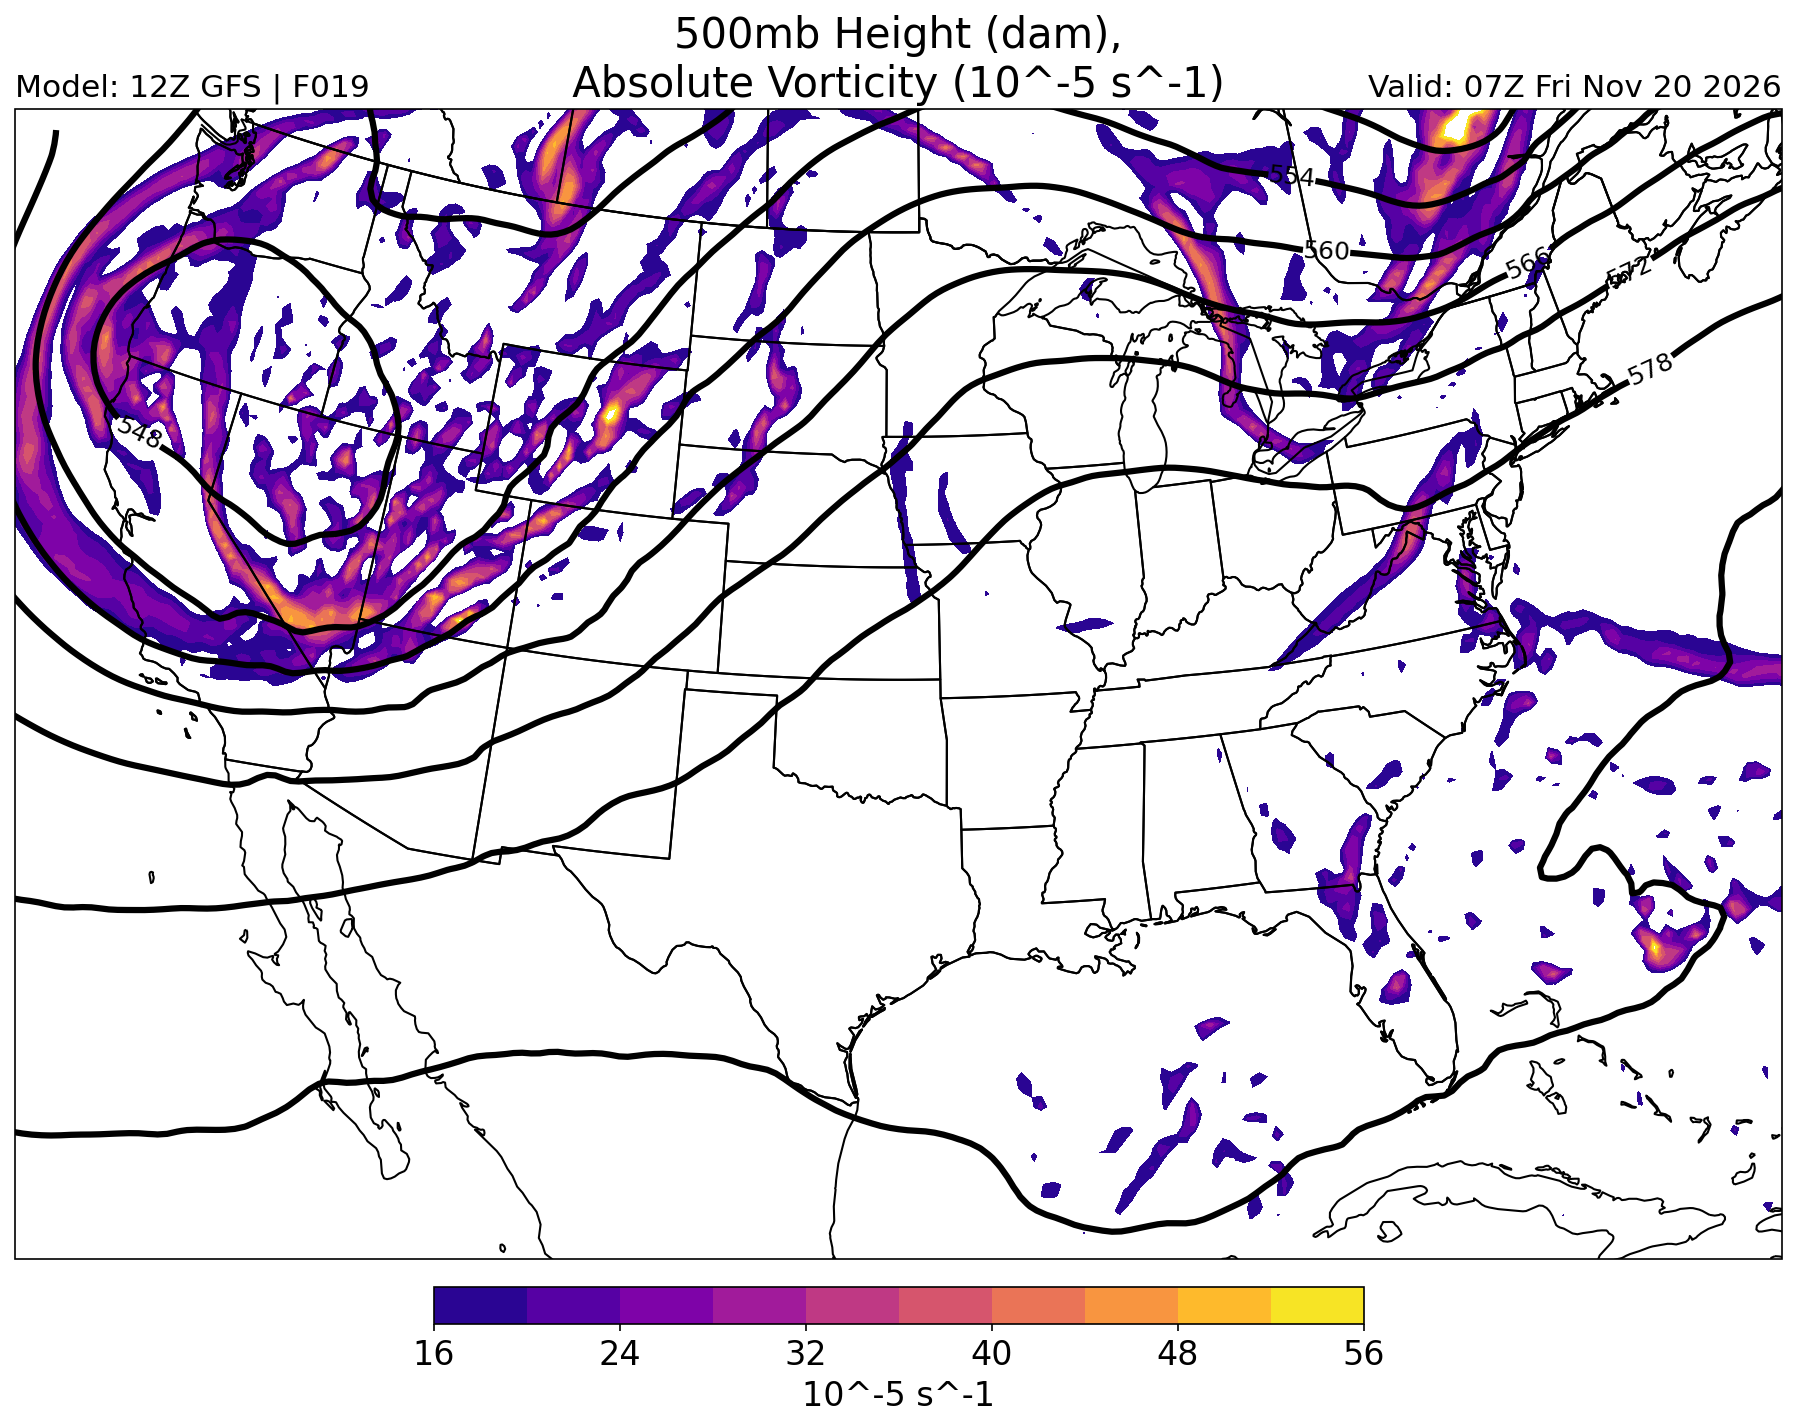 500mb Height (dam),
Absolute Vorticity (10^-5 s^-1)
Model: 12Z GFS | F019
Valid: 07Z Fri Nov 20 2026
554
560
566
572
578
548
16 24 32 40 48 56
10^-5 s^-1